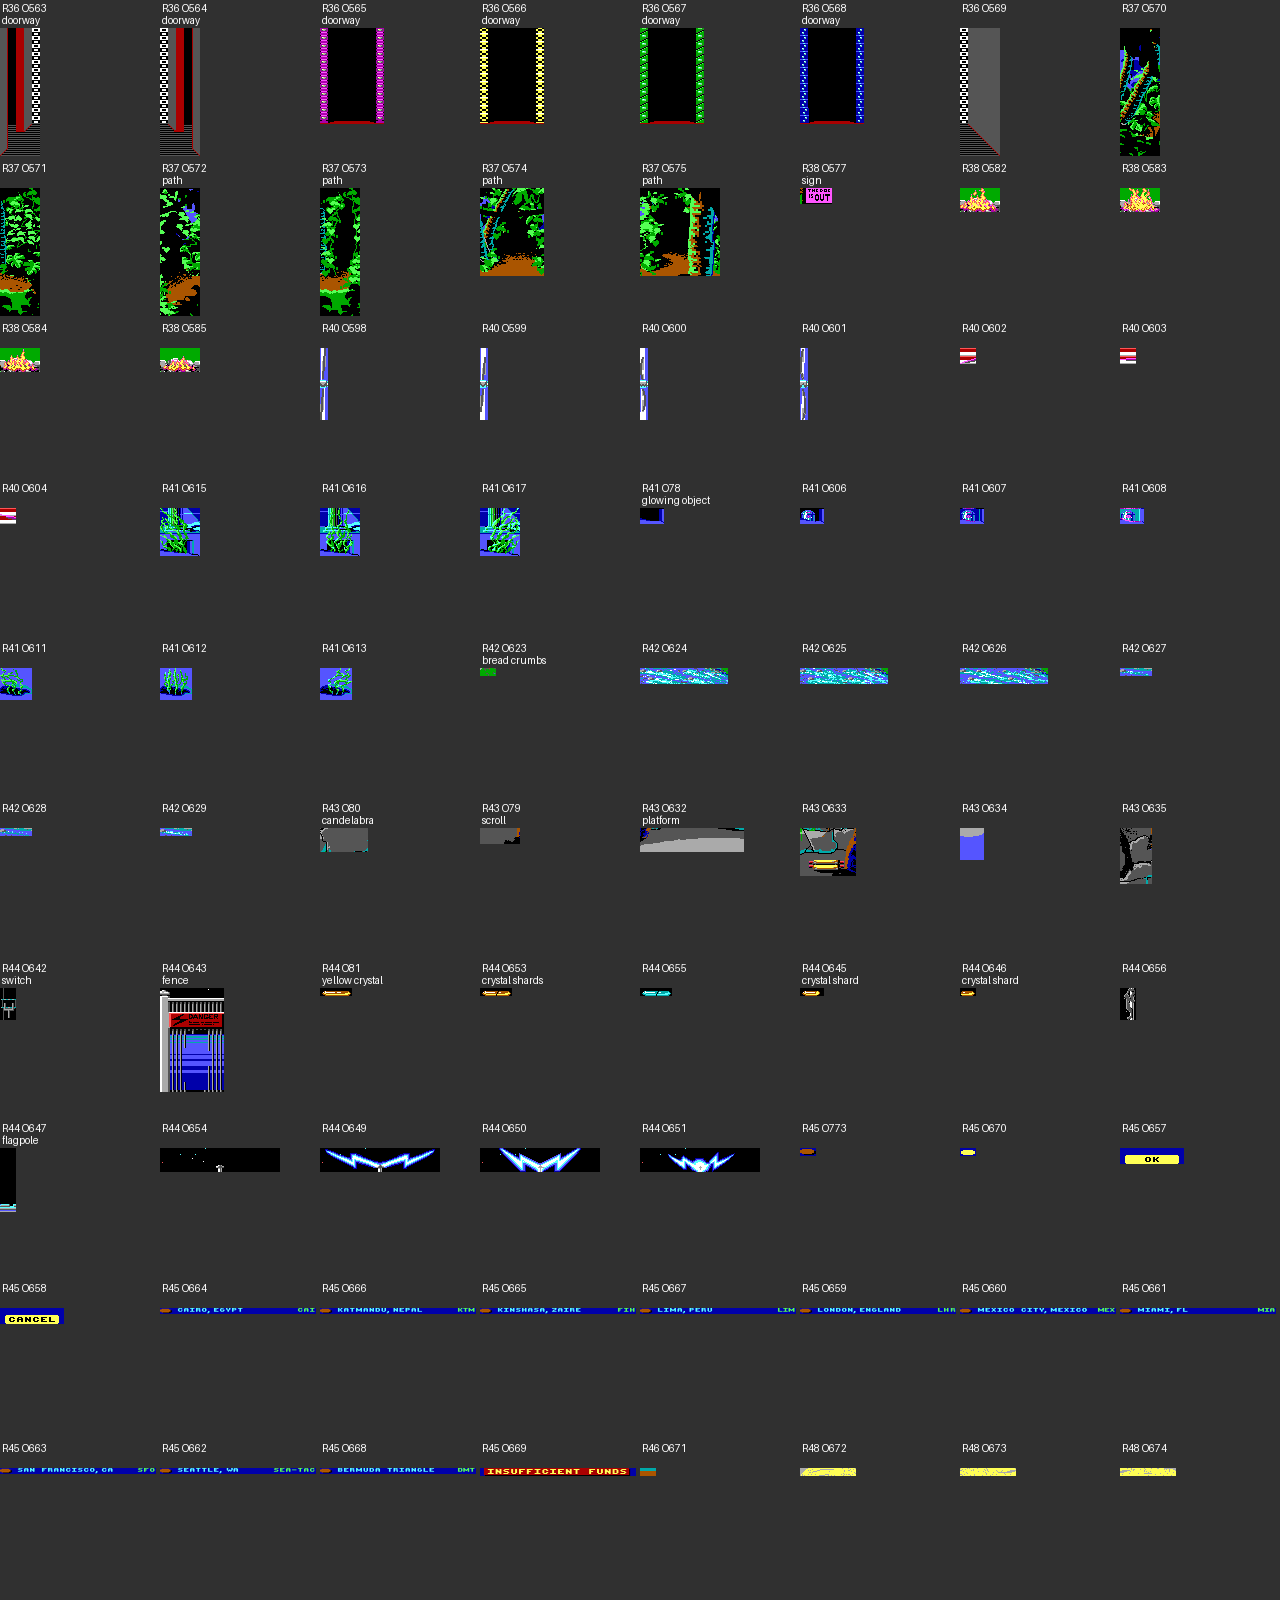 R36 O563 R36 O564 R36 O565 R36 O566 R36 O567 R36 O568 R36 O569 R37 O570
doorway doorway doorway doorway doorway doorway
R37 O571 R37 O572 R37 O573 R37 O574 R37 O575 R38 O577 R38 O582 R38 O583
path path path path sign
THE DOC
IS OUT
R38 O584 R38 O585 R40 O598 R40 O599 R40 O600 R40 O601 R40 O602 R40 O603
R40 O604 R41 O615 R41 O616 R41 O617 R41 O78 R41 O606 R41 O607 R41 O608
glowing object
R41 O611 R41 O612 R41 O613 R42 O623 R42 O624 R42 O625 R42 O626 R42 O627
bread crumbs
R42 O628 R42 O629 R43 O80 R43 O79 R43 O632 R43 O633 R43 O634 R43 O635
candelabra scroll platform
R44 O642 R44 O643 R44 O81 R44 O653 R44 O655 R44 O645 R44 O646 R44 O656
switch fence yellow crystal crystal shards crystal shard crystal shard
DANGER
R44 O647 R44 O654 R44 O649 R44 O650 R44 O651 R45 O773 R45 O670 R45 O657
flagpole
OK
R45 O658 R45 O664 R45 O666 R45 O665 R45 O667 R45 O659 R45 O660 R45 O661
CAIRO, EGYPT CAI KATMANDU, NEPAL KTM KINSHASA, ZAIRE FIH LIMA, PERU LIM LONDON, ENGLAND LHR MEXICO CITY, MEXICO MEX MIAMI, FL MIA
CANCEL
R45 O663 R45 O662 R45 O668 R45 O669 R46 O671 R48 O672 R48 O673 R48 O674
SAN FRANCISCO, CA SFO SEATTLE, WA SEA-TAC BERMUDA TRIANGLE DMT INSUFFICIENT FUNDS